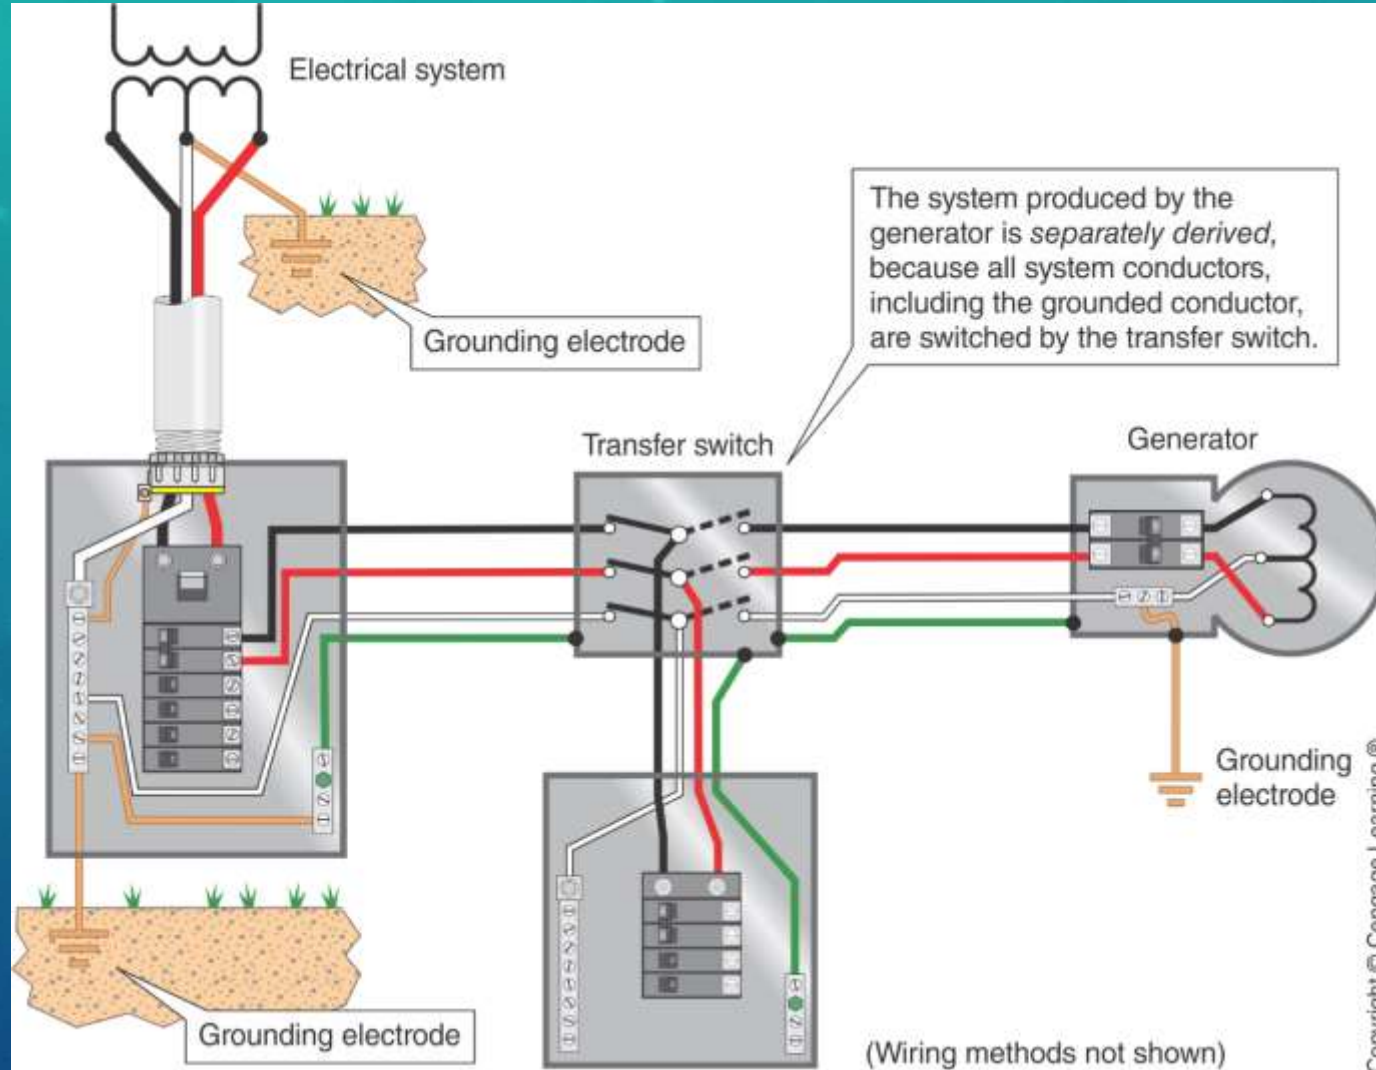 Electrical system
The system produced by the
generator is separately derived,
because all system conductors,
including the grounded conductor,
are switched by the transfer switch.
Grounding electrode
Transfer switch
Generator
Grounding
electrode
Grounding electrode
(Wiring methods not shown)
Copyright © Cengage Learning®